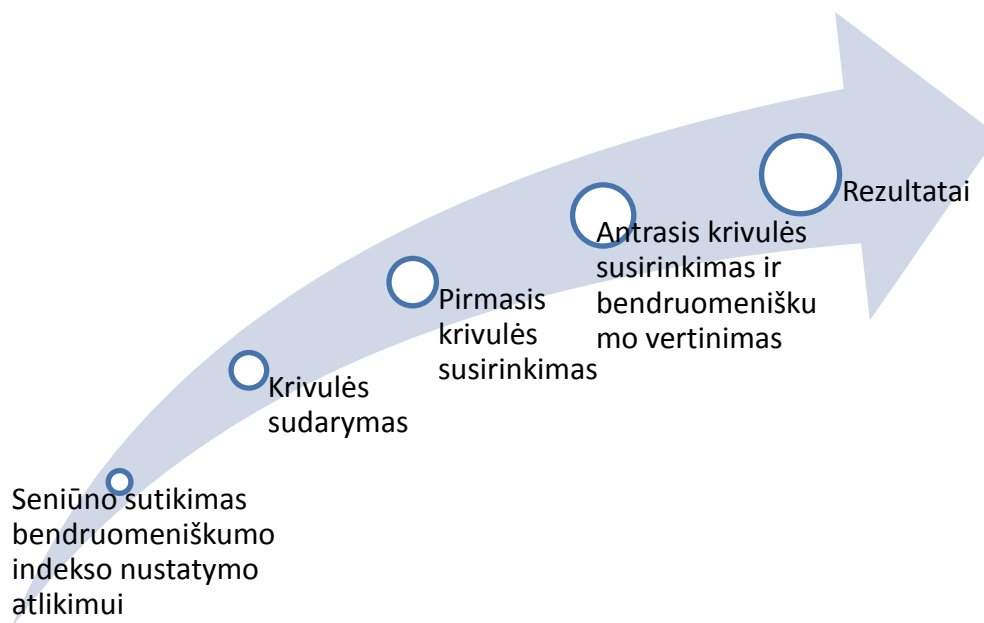 Seniūno sutikimas
bendruomeniškumo
indekso nustatymo
atlikimui
Krivulės
sudarymas
Pirmasis
krivulės
susirinkimas
Antrasis krivulės
susirinkimas ir
bendruomenišku
mo vertinimas
Rezultatai